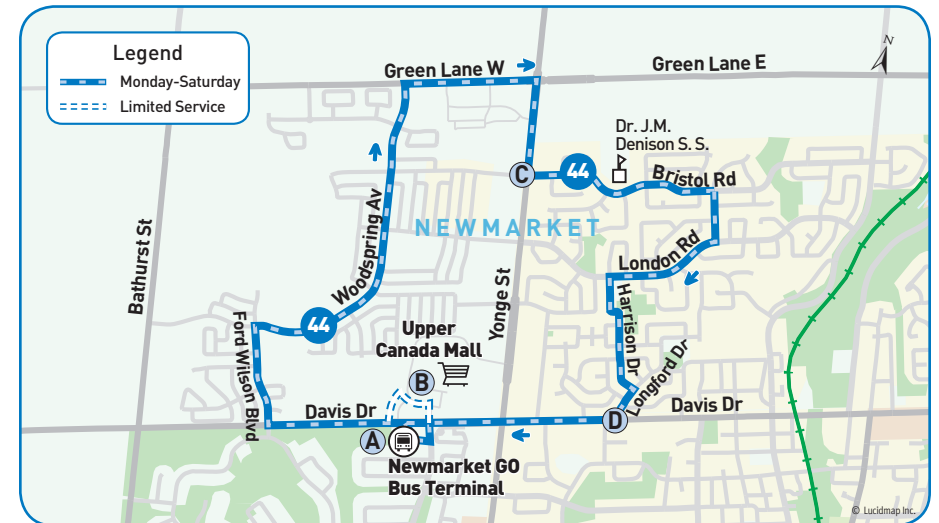 Legend
Monday-Saturday
Limited Service
Green Lane W
Green Lane E
N
Dr. J.M.
Denison S. S.
C
44
Bristol Rd
NEWMARKET
Bathurst St
Woodspring Av
Yonge St
London Rd
Harrison Dr
44
Ford Wilson Blvd
Upper
Canada Mall
B
Longford Dr
Davis Dr
Davis Dr
D
A
Newmarket GO
Bus Terminal
© Lucidmap Inc.